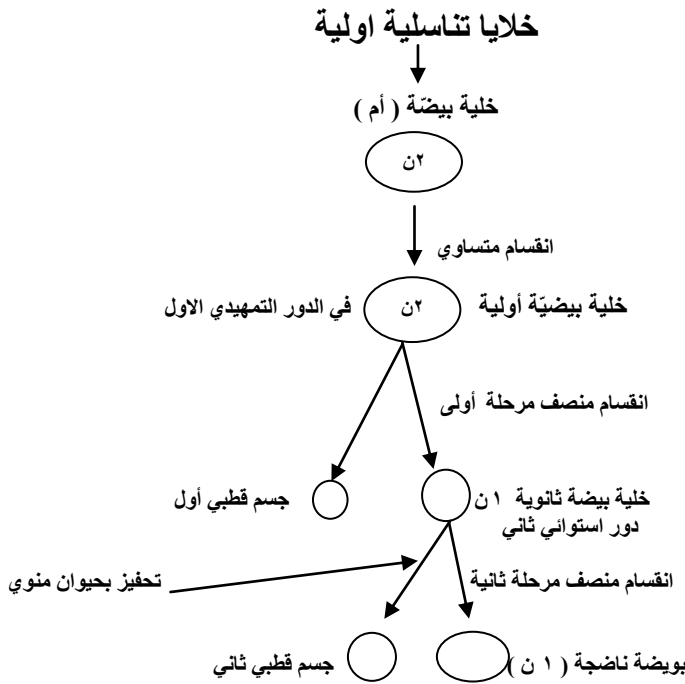 خلايا تناسلية اولية
خلية بيضّة ( أم )
٢ن
انقسام متساوي
خلية بيضيّة أولية
٢ن
في الدور التمهيدي الاول
انقسام منصف مرحلة أولى
خلية بيضة ثانوية ١ن
دور استوائي ثاني
جسم قطبي أول
انقسام منصف مرحلة ثانية
تحفيز بحيوان منوي
بويضة ناضجة ( ١ ن )
جسم قطبي ثاني